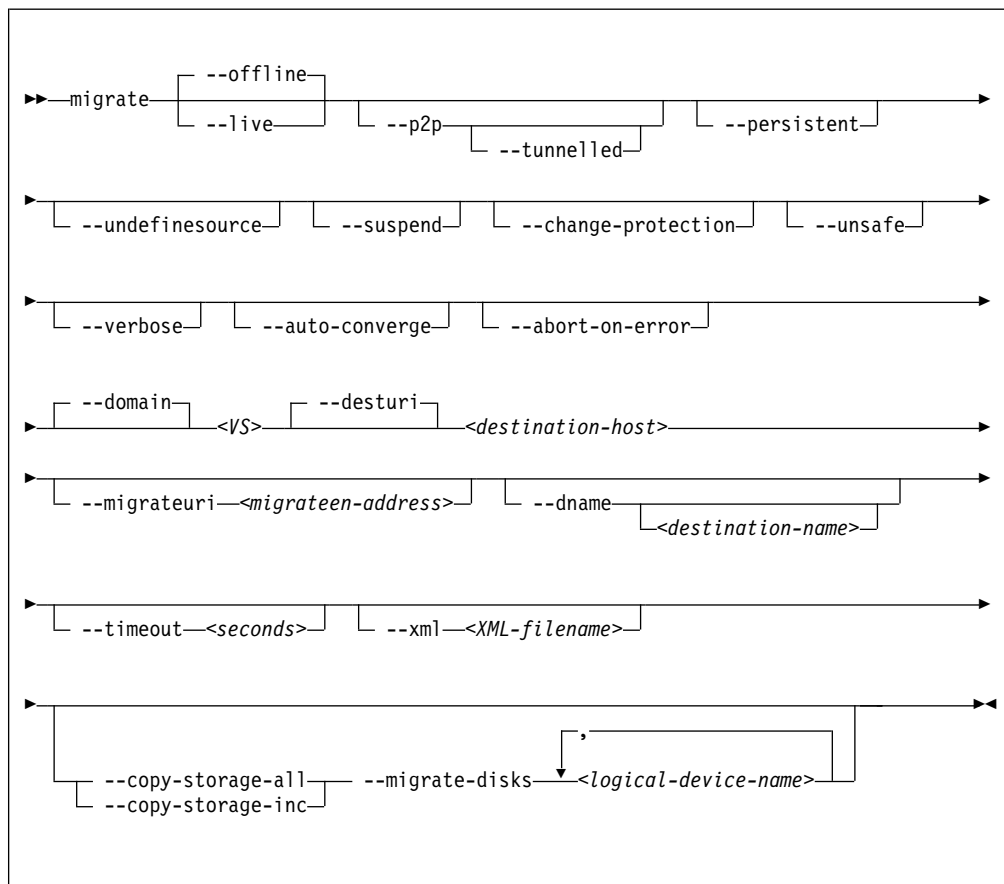 --offline
migrate
--live
--p2p
--persistent
--tunnelled
--undefinesource --suspend --change-protection --unsafe
--verbose --auto-converge --abort-on-error
--domain --desturi
<VS> <destination-host>
--migrateuri <migrateen-address> --dname
<destination-name>
--timeout <seconds> --xml <XML-filename>
,
--copy-storage-all --migrate-disks <logical-device-name>
--copy-storage-inc